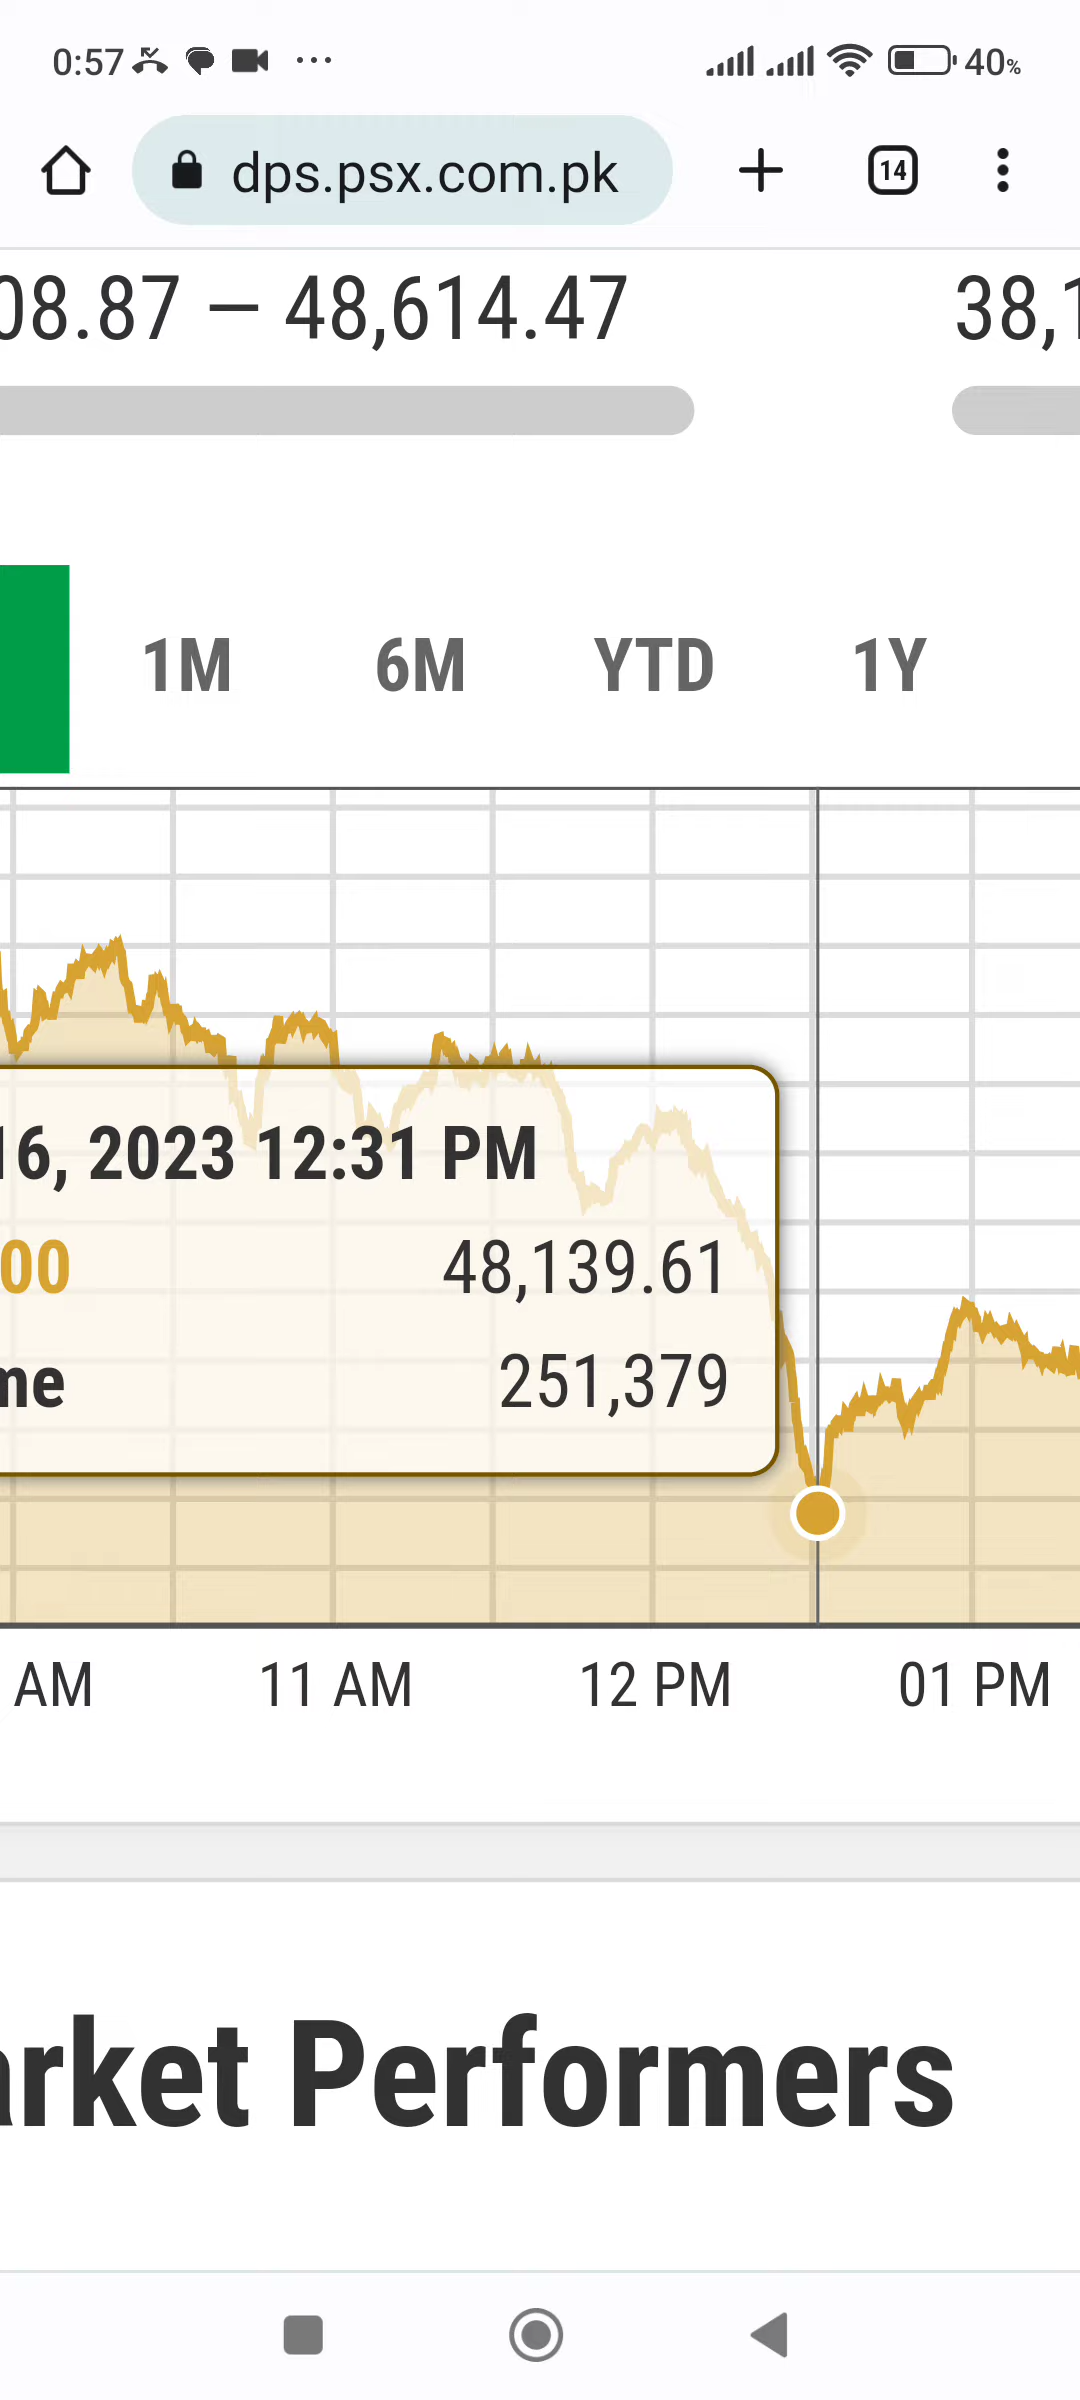 0:57 40%
dps.psx.com.pk 14
08.87 — 48,614.47 38,1
1M 6M YTD 1Y
16, 2023 12:31 PM
00 48,139.61
me 251,379
AM 11 AM 12 PM 01 PM
arket Performers